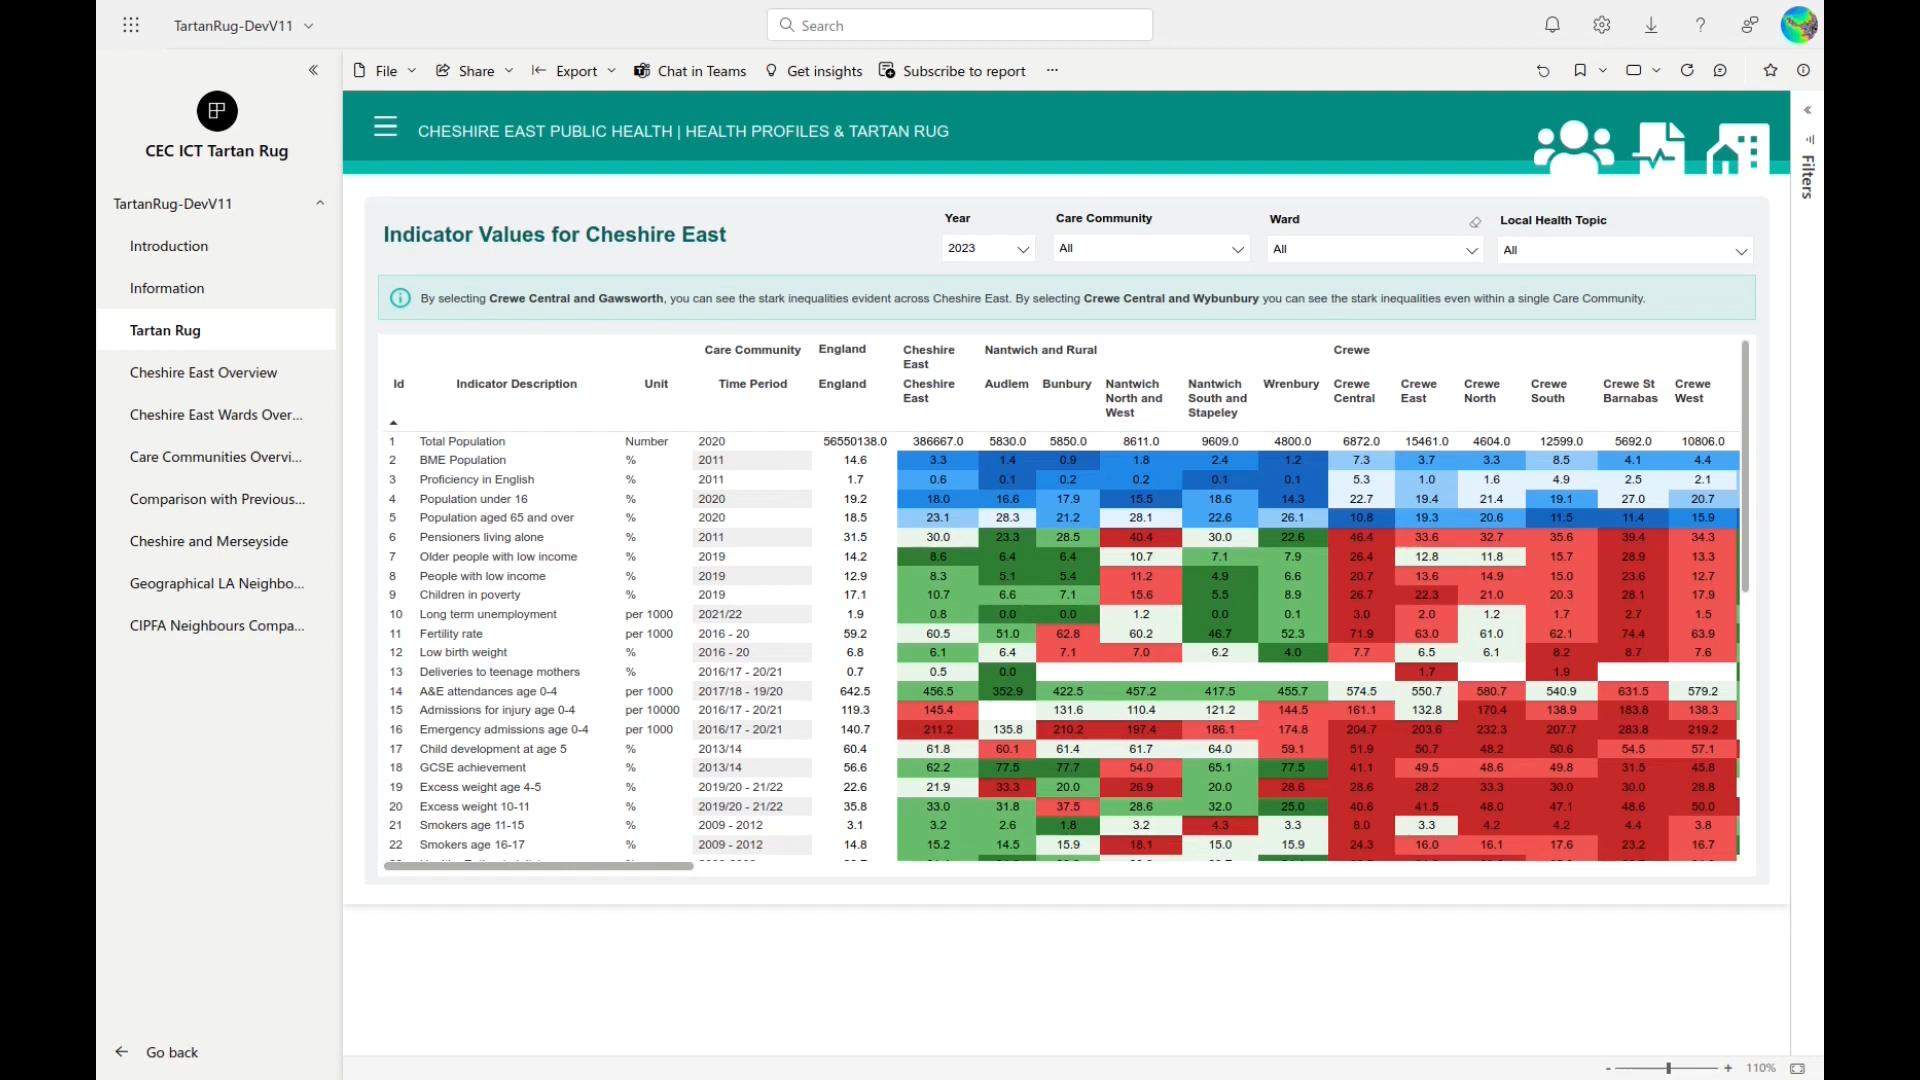 TartanRug-DevV11
Search
File
Share
Export
Chat in Teams
Get insights
Subscribe to report
CEC ICT Tartan Rug
TartanRug-DevV11
Introduction
Information
Tartan Rug
Cheshire East Overview
Cheshire East Wards Over...
Care Communities Overvi...
Comparison with Previous...
Cheshire and Merseyside
Geographical LA Neighbo...
CIPFA Neighbours Compa...
Go back
CHESHIRE EAST PUBLIC HEALTH | HEALTH PROFILES & TARTAN RUG
Filters
Indicator Values for Cheshire East
Year Care Community Ward Local Health Topic
2023 All All All
By selecting Crewe Central and Gawsworth, you can see the stark inequalities evident across Cheshire East. By selecting Crewe Central and Wybunbury you can see the stark inequalities even within a single Care Community.
Care Community England Cheshire East Nantwich and Rural Crewe
Id Indicator Description Unit Time Period England Cheshire East Audlem Bunbury Nantwich North and West Nantwich South and Stapeley Wrenbury Crewe Central Crewe East Crewe North Crewe South Crewe St Barnabas Crewe West
1 Total Population Number 2020 56550138.0 386667.0 5830.0 5850.0 8611.0 9609.0 4800.0 6872.0 15461.0 4604.0 12599.0 5692.0 10806.0
2 BME Population % 2011 14.6 3.3 1.4 0.9 1.8 2.4 1.2 7.3 3.7 3.3 8.5 4.1 4.4
3 Proficiency in English % 2011 1.7 0.6 0.1 0.2 0.2 0.1 0.1 5.3 1.0 1.6 4.9 2.5 2.1
4 Population under 16 % 2020 19.2 18.0 16.6 17.9 15.5 18.6 14.3 22.7 19.4 21.4 19.1 27.0 20.7
5 Population aged 65 and over % 2020 18.5 23.1 28.3 21.2 28.1 22.6 26.1 10.8 19.3 20.6 11.5 11.4 15.9
6 Pensioners living alone % 2011 31.5 30.0 23.3 28.5 40.4 30.0 22.6 46.4 33.6 32.7 35.6 39.4 34.3
7 Older people with low income % 2019 14.2 8.6 6.4 6.4 10.7 7.1 7.9 26.4 12.8 11.8 15.7 28.9 13.3
8 People with low income % 2019 12.9 8.3 5.1 5.4 11.2 4.9 6.6 20.7 13.6 14.9 15.0 23.6 12.7
9 Children in poverty % 2019 17.1 10.7 6.6 7.1 15.6 5.5 8.9 26.7 22.3 21.0 20.3 28.1 17.9
10 Long term unemployment per 1000 2021/22 1.9 0.8 0.0 0.0 1.2 0.0 0.1 3.0 2.0 1.2 1.7 2.7 1.5
11 Fertility rate per 1000 2016 - 20 59.2 60.5 51.0 62.8 60.2 46.7 52.3 71.9 63.0 61.0 62.1 74.4 63.9
12 Low birth weight % 2016 - 20 6.8 6.1 6.4 7.1 7.0 6.2 4.0 7.7 6.5 6.1 8.2 8.7 7.6
13 Deliveries to teenage mothers % 2016/17 - 20/21 0.7 0.5 0.0 1.7 1.9
14 A&E attendances age 0-4 per 1000 2017/18 - 19/20 642.5 456.5 352.9 422.5 457.2 417.5 455.7 574.5 550.7 580.7 540.9 631.5 579.2
15 Admissions for injury age 0-4 per 10000 2016/17 - 20/21 119.3 145.4 131.6 110.4 121.2 144.5 161.1 132.8 170.4 138.9 183.8 138.3
16 Emergency admissions age 0-4 per 1000 2016/17 - 20/21 140.7 211.2 135.8 210.2 197.4 186.1 174.8 204.7 203.6 232.3 207.7 283.8 219.2
17 Child development at age 5 % 2013/14 60.4 61.8 60.1 61.4 61.7 64.0 59.1 51.9 50.7 48.2 50.6 54.5 57.1
18 GCSE achievement % 2013/14 56.6 62.2 77.5 77.7 54.0 65.1 77.5 41.1 49.5 48.6 49.8 31.5 45.8
19 Excess weight age 4-5 % 2019/20 - 21/22 22.6 21.9 33.3 20.0 26.9 20.0 28.6 28.6 28.2 33.3 30.0 30.0 28.8
20 Excess weight 10-11 % 2019/20 - 21/22 35.8 33.0 31.8 37.5 28.6 32.0 25.0 40.6 41.5 48.0 47.1 48.6 50.0
21 Smokers age 11-15 % 2009 - 2012 3.1 3.2 2.6 1.8 3.2 4.3 3.3 8.0 3.3 4.2 4.2 4.4 3.8
22 Smokers age 16-17 % 2009 - 2012 14.8 15.2 14.5 15.9 18.1 15.0 15.9 24.3 16.0 16.1 17.6 23.2 16.7
110%